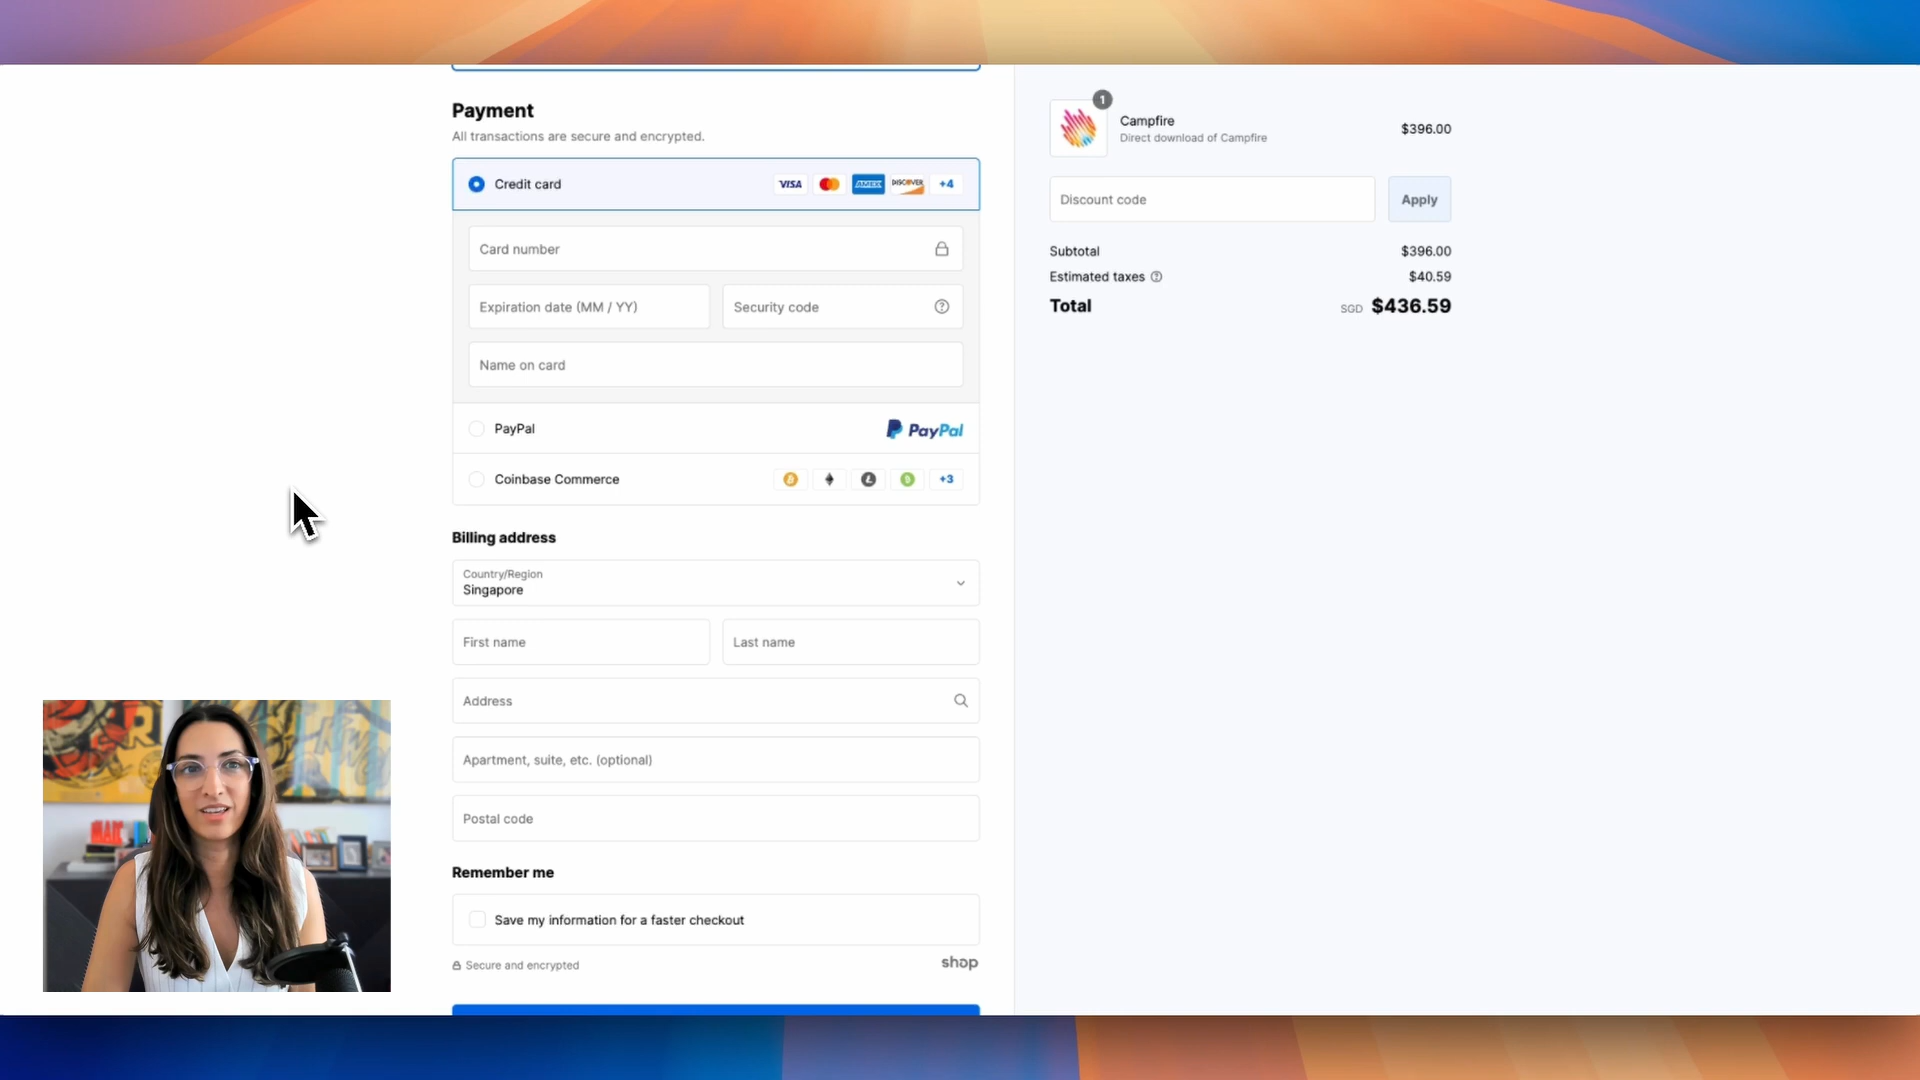 Payment
All transactions are secure and encrypted.
Credit card
VISA
AMEX
DISCOVER
+4
Card number
Expiration date (MM / YY)
Security code
Name on card
PayPal
PayPal
Coinbase Commerce
+3
Billing address
Country/Region
Singapore
First name
Last name
Address
Apartment, suite, etc. (optional)
Postal code
Remember me
Save my information for a faster checkout
Secure and encrypted
shop
1
Campfire
Direct download of Campfire
$396.00
Discount code
Apply
Subtotal
$396.00
Estimated taxes
$40.59
Total
SGD $436.59